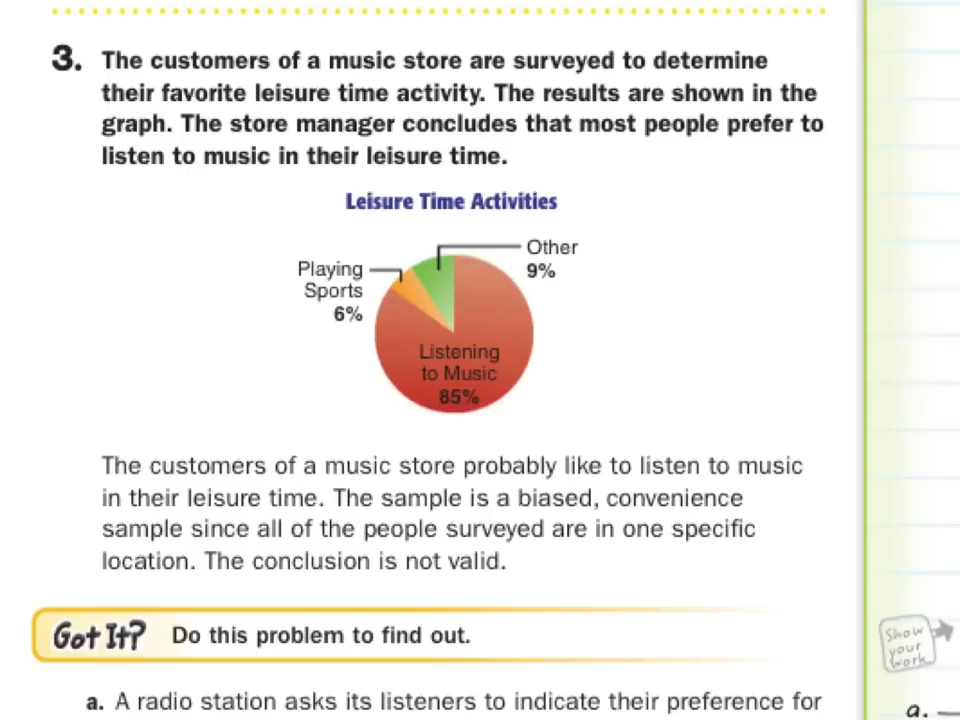 3. The customers of a music store are surveyed to determine
their favorite leisure time activity. The results are shown in the
graph. The store manager concludes that most people prefer to
listen to music in their leisure time.
Leisure Time Activities
Other
9%
Playing
Sports
6%
Listening
to Music
85%
The customers of a music store probably like to listen to music
in their leisure time. The sample is a biased, convenience
sample since all of the people surveyed are in one specific
location. The conclusion is not valid.
Got It? Do this problem to find out.
Show
your
work
a. A radio station asks its listeners to indicate their preference for
a.